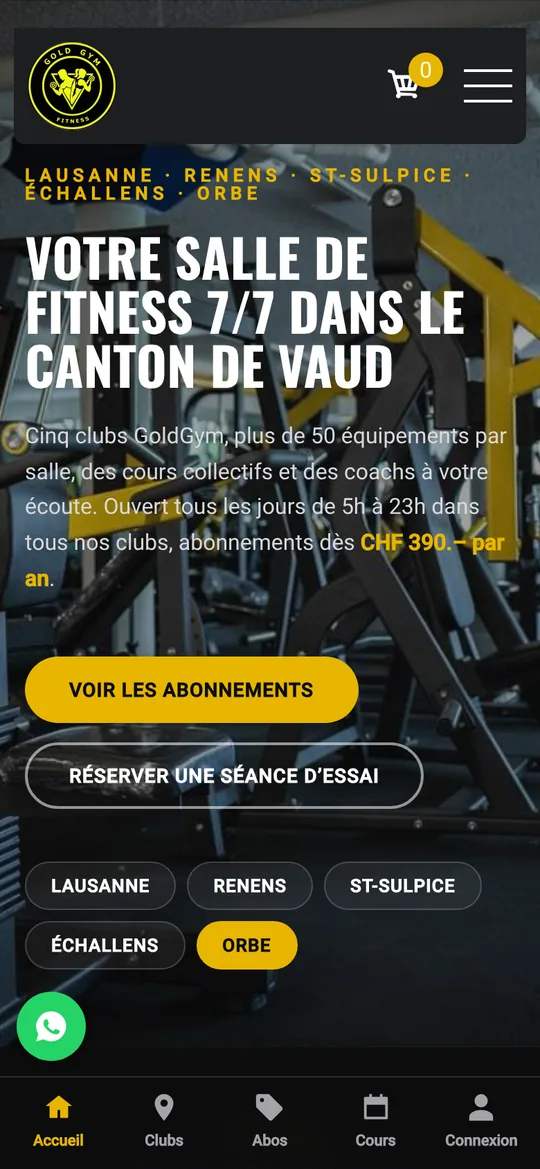 GOLD GYM
FITNESS
0
LAUSANNE · RENENS · ST-SULPICE ·
ÉCHALLENS · ORBE
VOTRE SALLE DE
FITNESS 7/7 DANS LE
CANTON DE VAUD
Cinq clubs GoldGym, plus de 50 équipements par
salle, des cours collectifs et des coachs à votre
écoute. Ouvert tous les jours de 5h à 23h dans
tous nos clubs, abonnements dès CHF 390.– par
an.
VOIR LES ABONNEMENTS
RÉSERVER UNE SÉANCE D’ESSAI
LAUSANNE
RENENS
ST-SULPICE
ÉCHALLENS
ORBE
Accueil
Clubs
Abos
Cours
Connexion